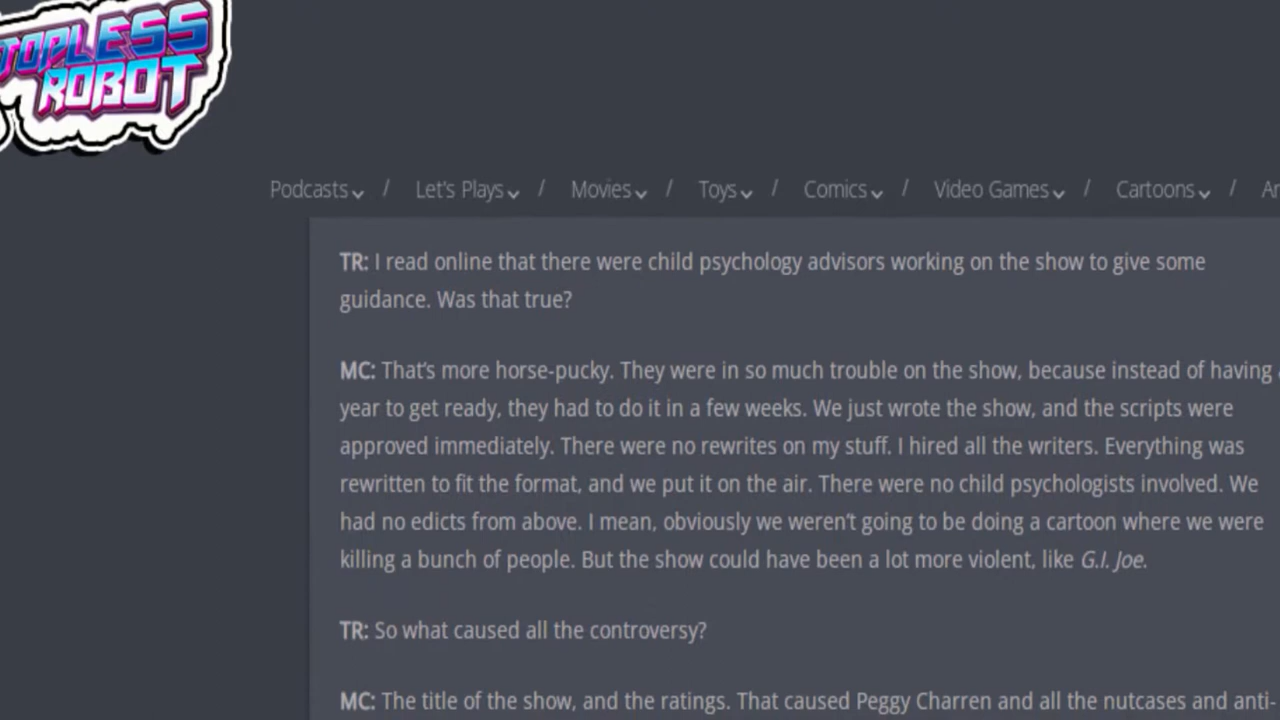 TOPLESS
ROBOT
Podcasts / Let's Plays / Movies / Toys / Comics / Video Games / Cartoons /
TR: I read online that there were child psychology advisors working on the show to give some
guidance. Was that true?
MC: That's more horse-pucky. They were in so much trouble on the show, because instead of having
year to get ready, they had to do it in a few weeks. We just wrote the show, and the scripts were
approved immediately. There were no rewrites on my stuff. I hired all the writers. Everything was
rewritten to fit the format, and we put it on the air. There were no child psychologists involved. We
had no edicts from above. I mean, obviously we weren't going to be doing a cartoon where we were
killing a bunch of people. But the show could have been a lot more violent, like G.I. Joe.
TR: So what caused all the controversy?
MC: The title of the show, and the ratings. That caused Peggy Charren and all the nutcases and anti-